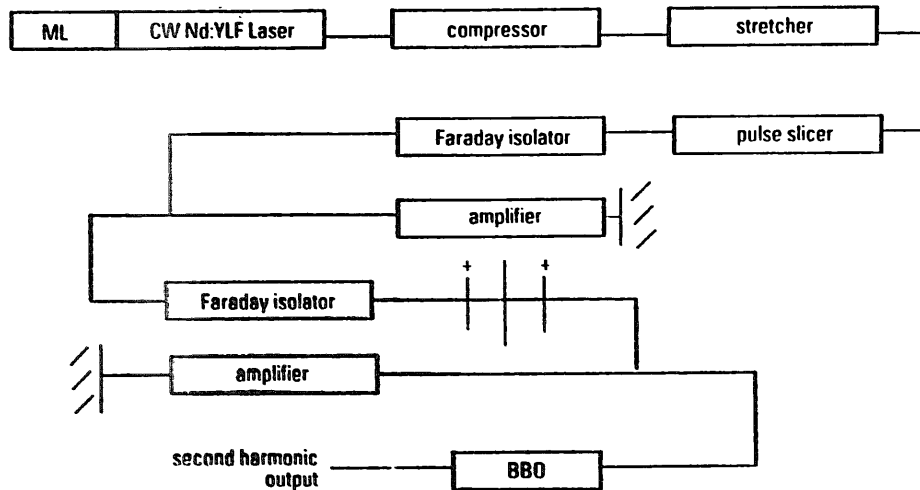 ML
CW Nd:YLF Laser
compressor
stretcher
Faraday isolator
pulse slicer
amplifier
+
+
Faraday isolator
amplifier
second harmonic
output
BBO